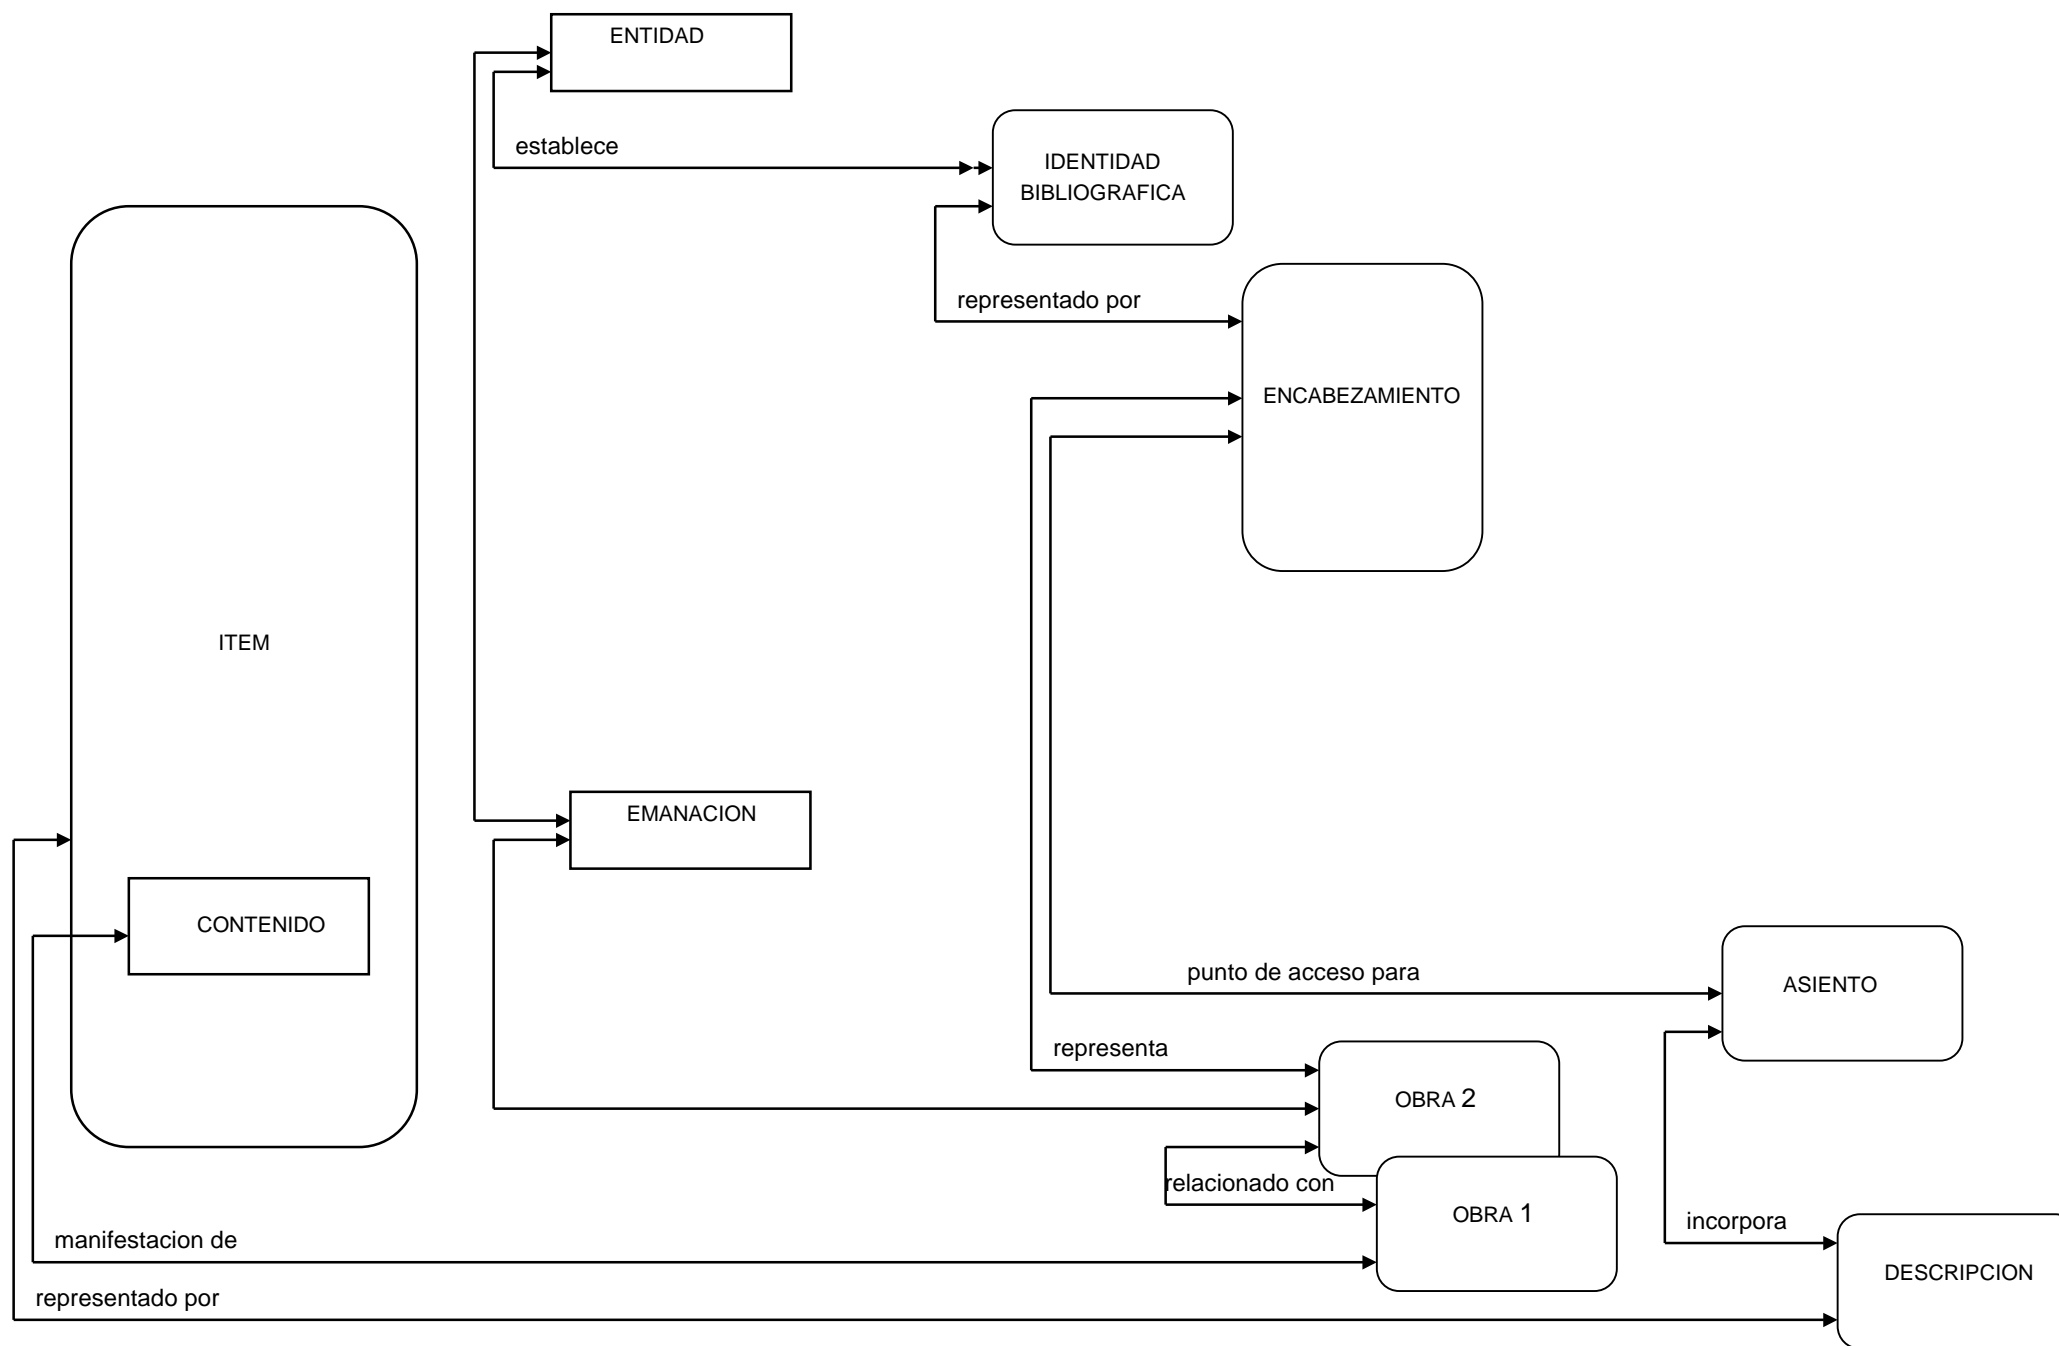 ENTIDAD
establece
IDENTIDAD
BIBLIOGRAFICA
representado por
ENCABEZAMIENTO
ITEM
EMANACION
CONTENIDO
punto de acceso para
ASIENTO
representa
OBRA 2
relacionado con
OBRA 1
incorpora
manifestacion de
DESCRIPCION
representado por